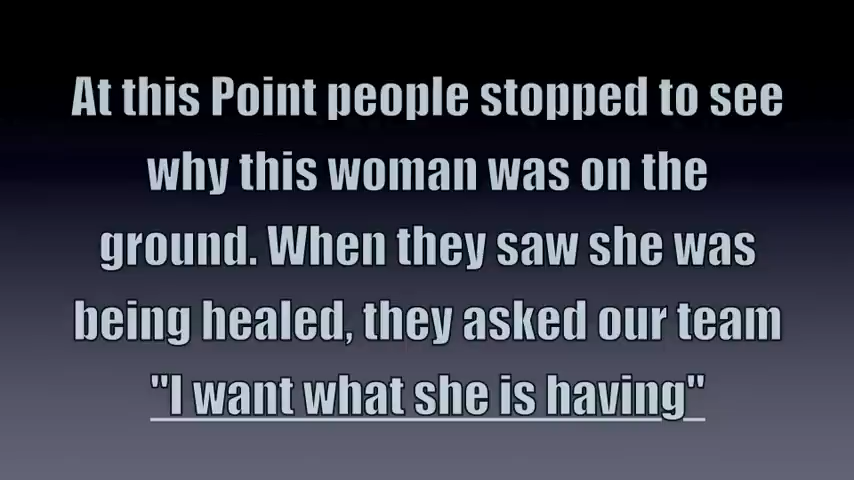 At this Point people stopped to see
why this woman was on the
ground. When they saw she was
being healed, they asked our team
"I want what she is having"